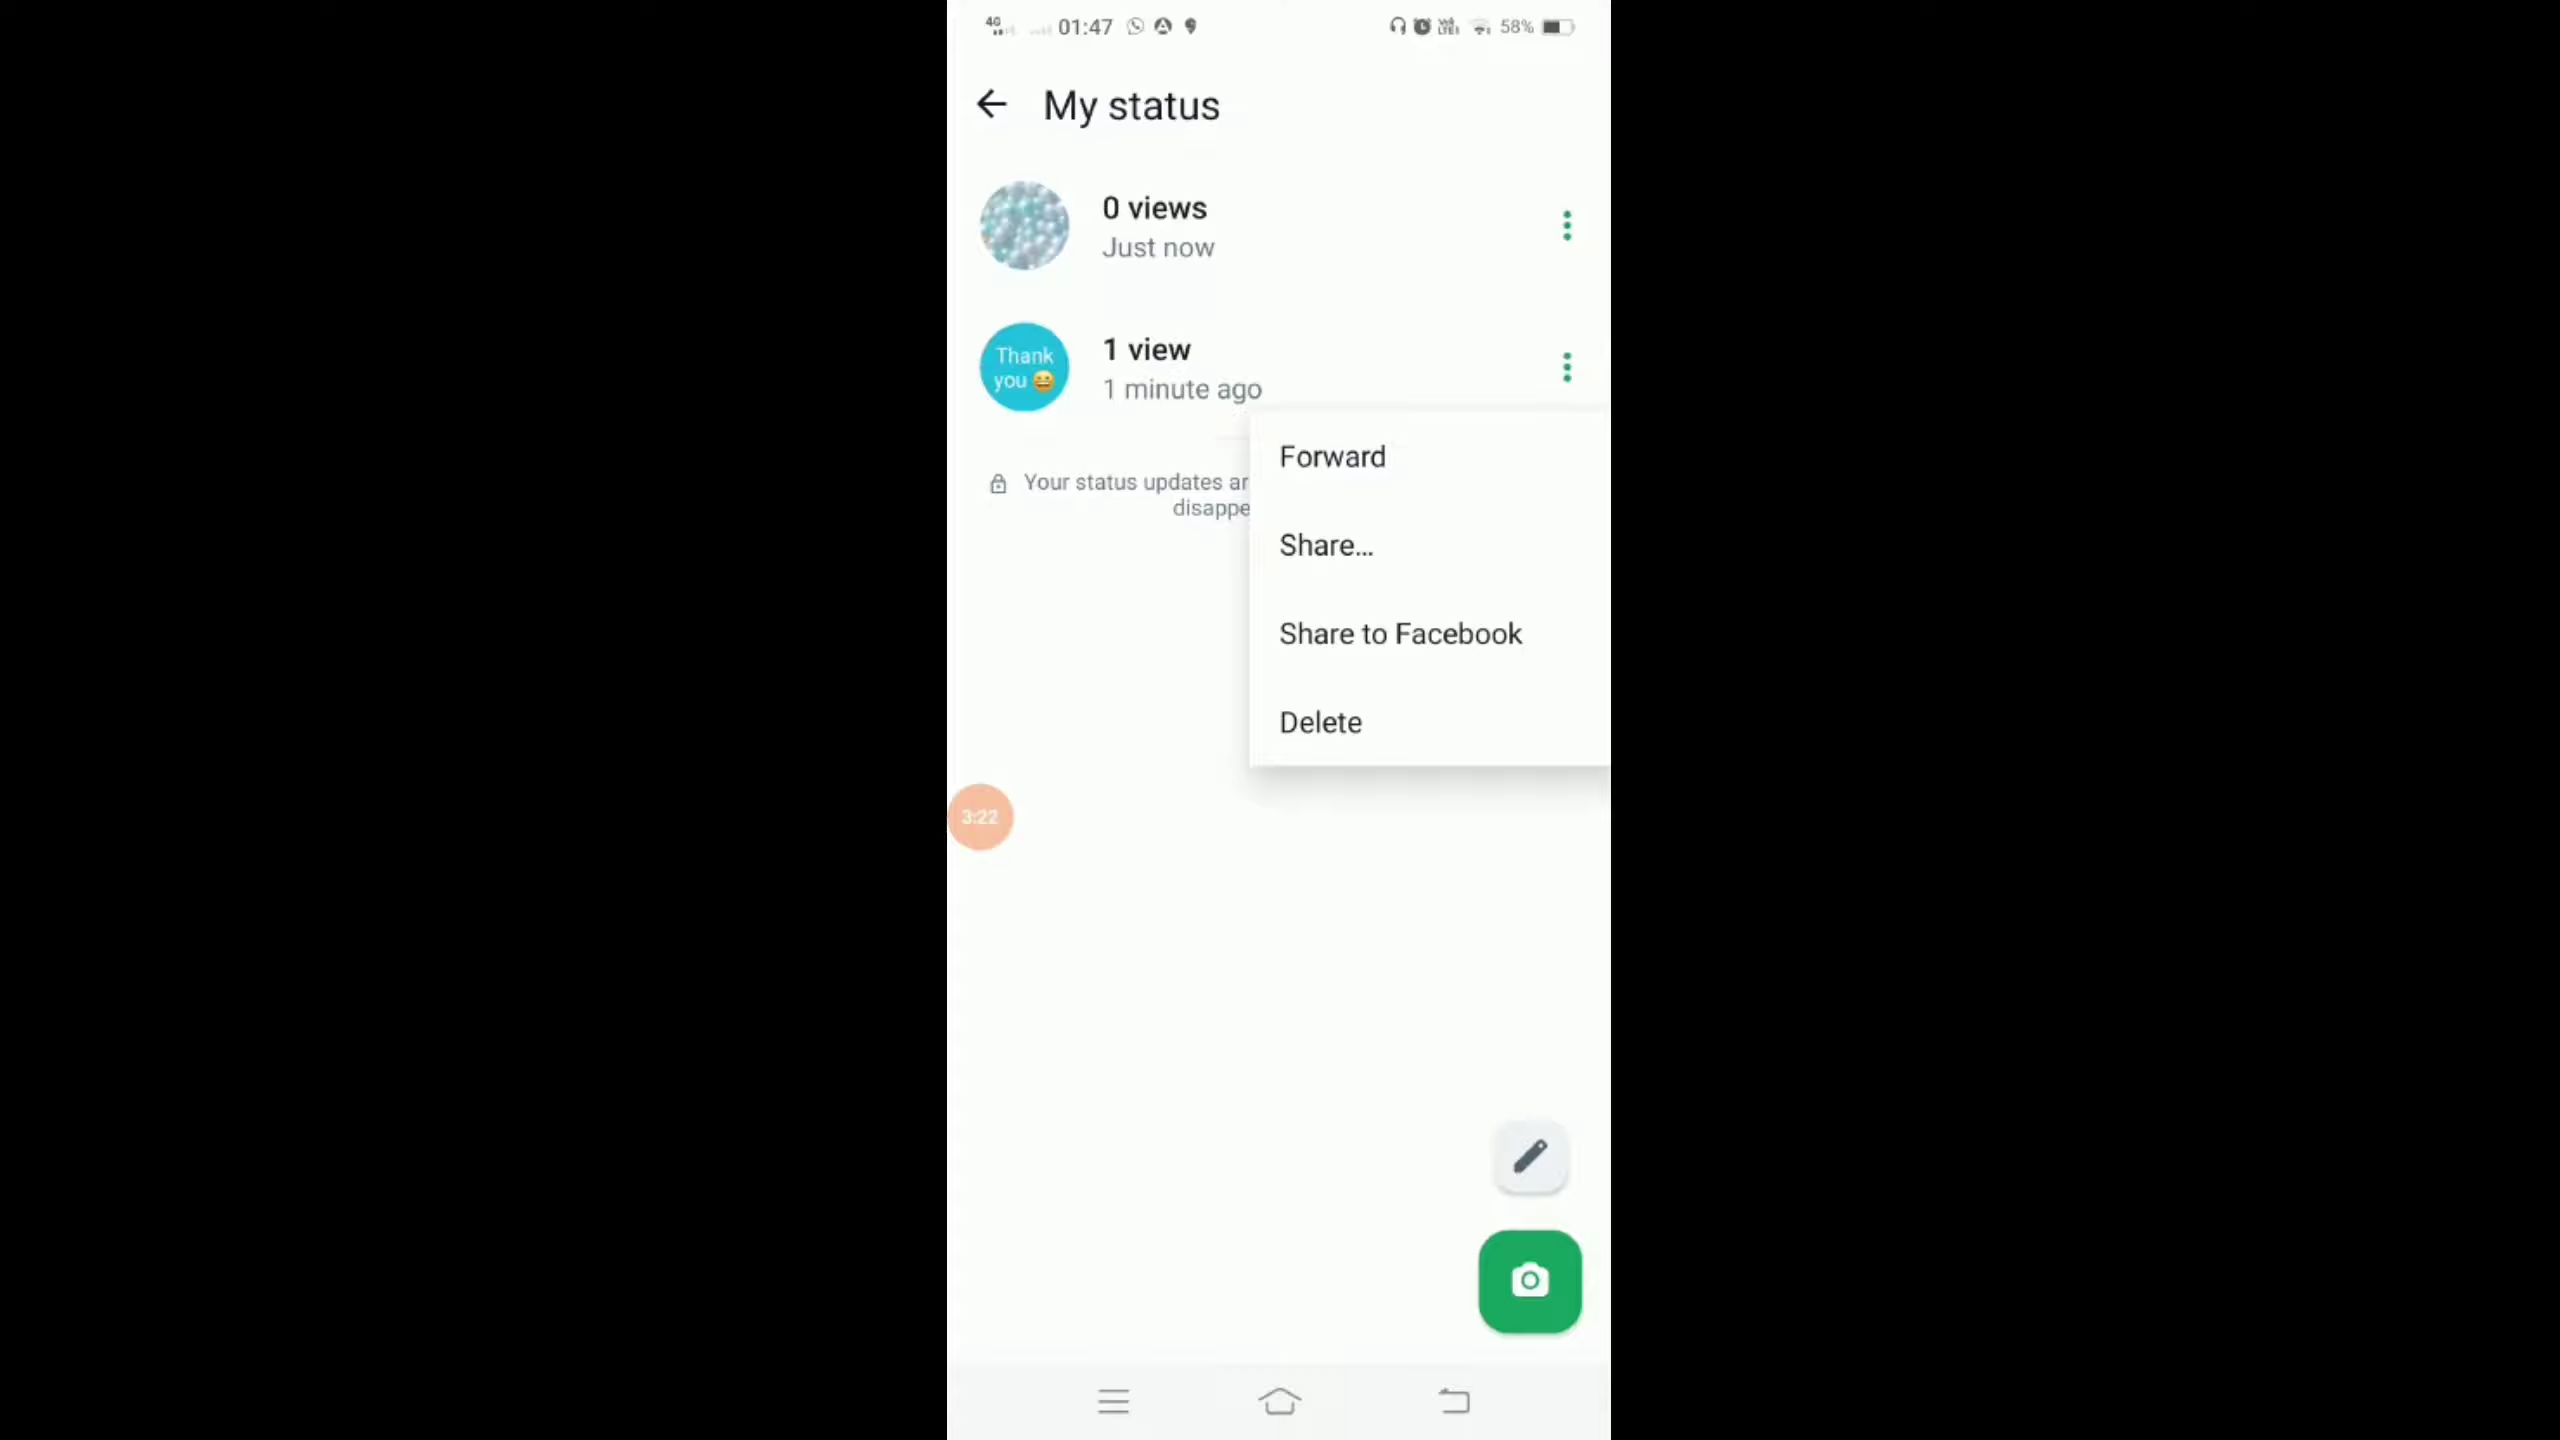 4G 01:47 58%
My status
0 views
Just now
Thank
you 😄
1 view
1 minute ago
Your status updates ar
disappe
Forward
Share...
Share to Facebook
Delete
3:22